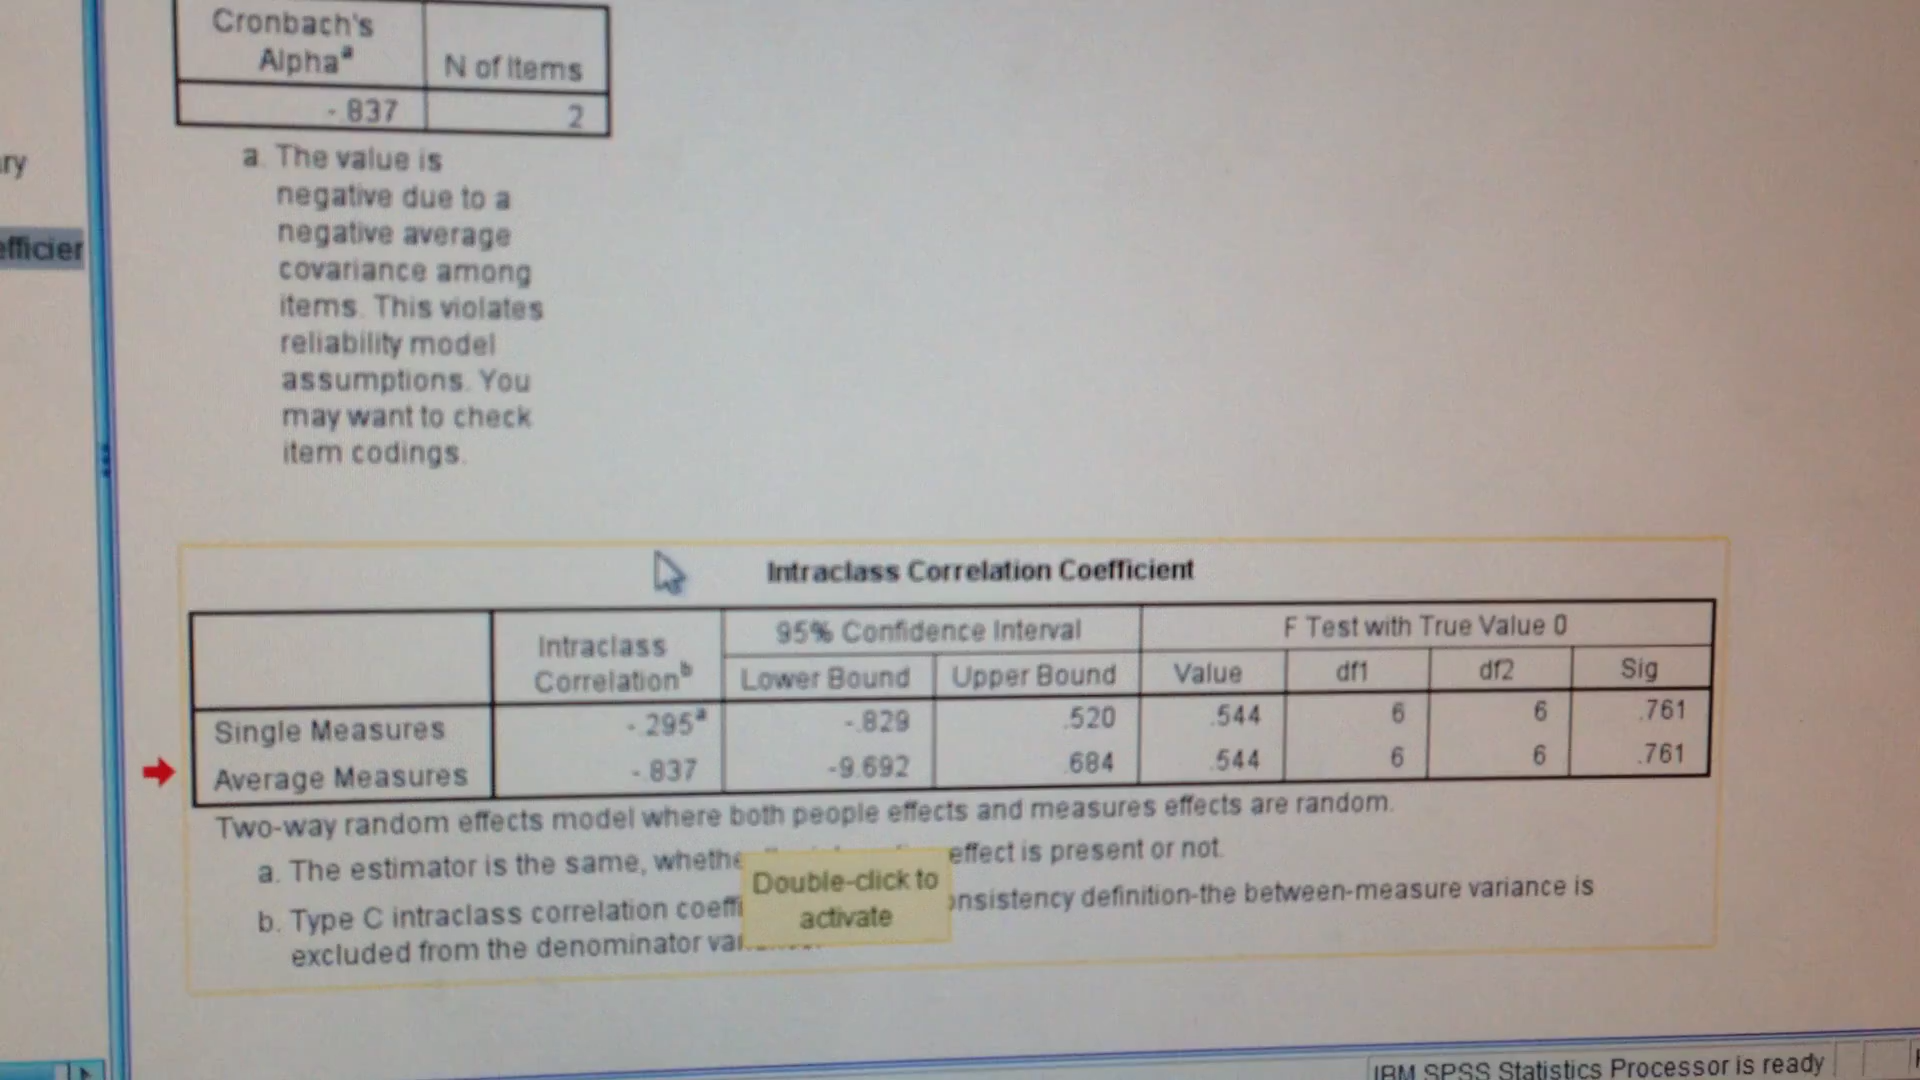 Cronbach's
Alphaa N of Items
-.837 2
a. The value is
negative due to a
negative average
covariance among
items. This violates
reliability model
assumptions. You
may want to check
item codings.
ry
efficier
Intraclass Correlation Coefficient
Intraclass Correlationb 95% Confidence Interval F Test with True Value 0
Lower Bound Upper Bound Value df1 df2 Sig
Single Measures -.295a -.829 .520 .544 6 6 .761
Average Measures -.837 -9.692 .684 .544 6 6 .761
Two-way random effects model where both people effects and measures effects are random.
a. The estimator is the same, whethe effect is present or not.
Double-click to
activate
b. Type C intraclass correlation coeffi onsistency definition-the between-measure variance is
excluded from the denominator var
IBM SPSS Statistics Processor is ready